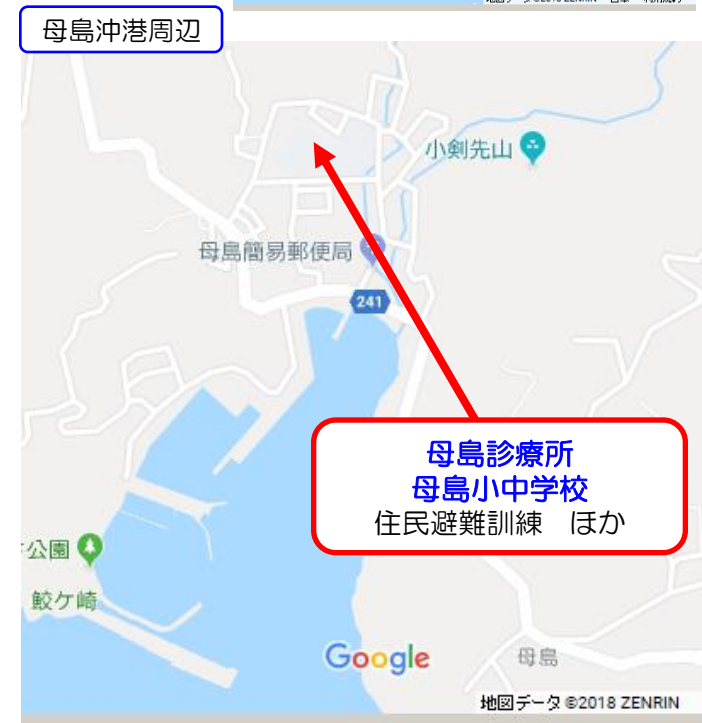 母島沖港周辺
小剣先山
母島簡易郵便局
241
母島診療所
母島小中学校
住民避難訓練　ほか
公園
鮫ケ崎
Google
母島
地図データ ©2018 ZENRIN